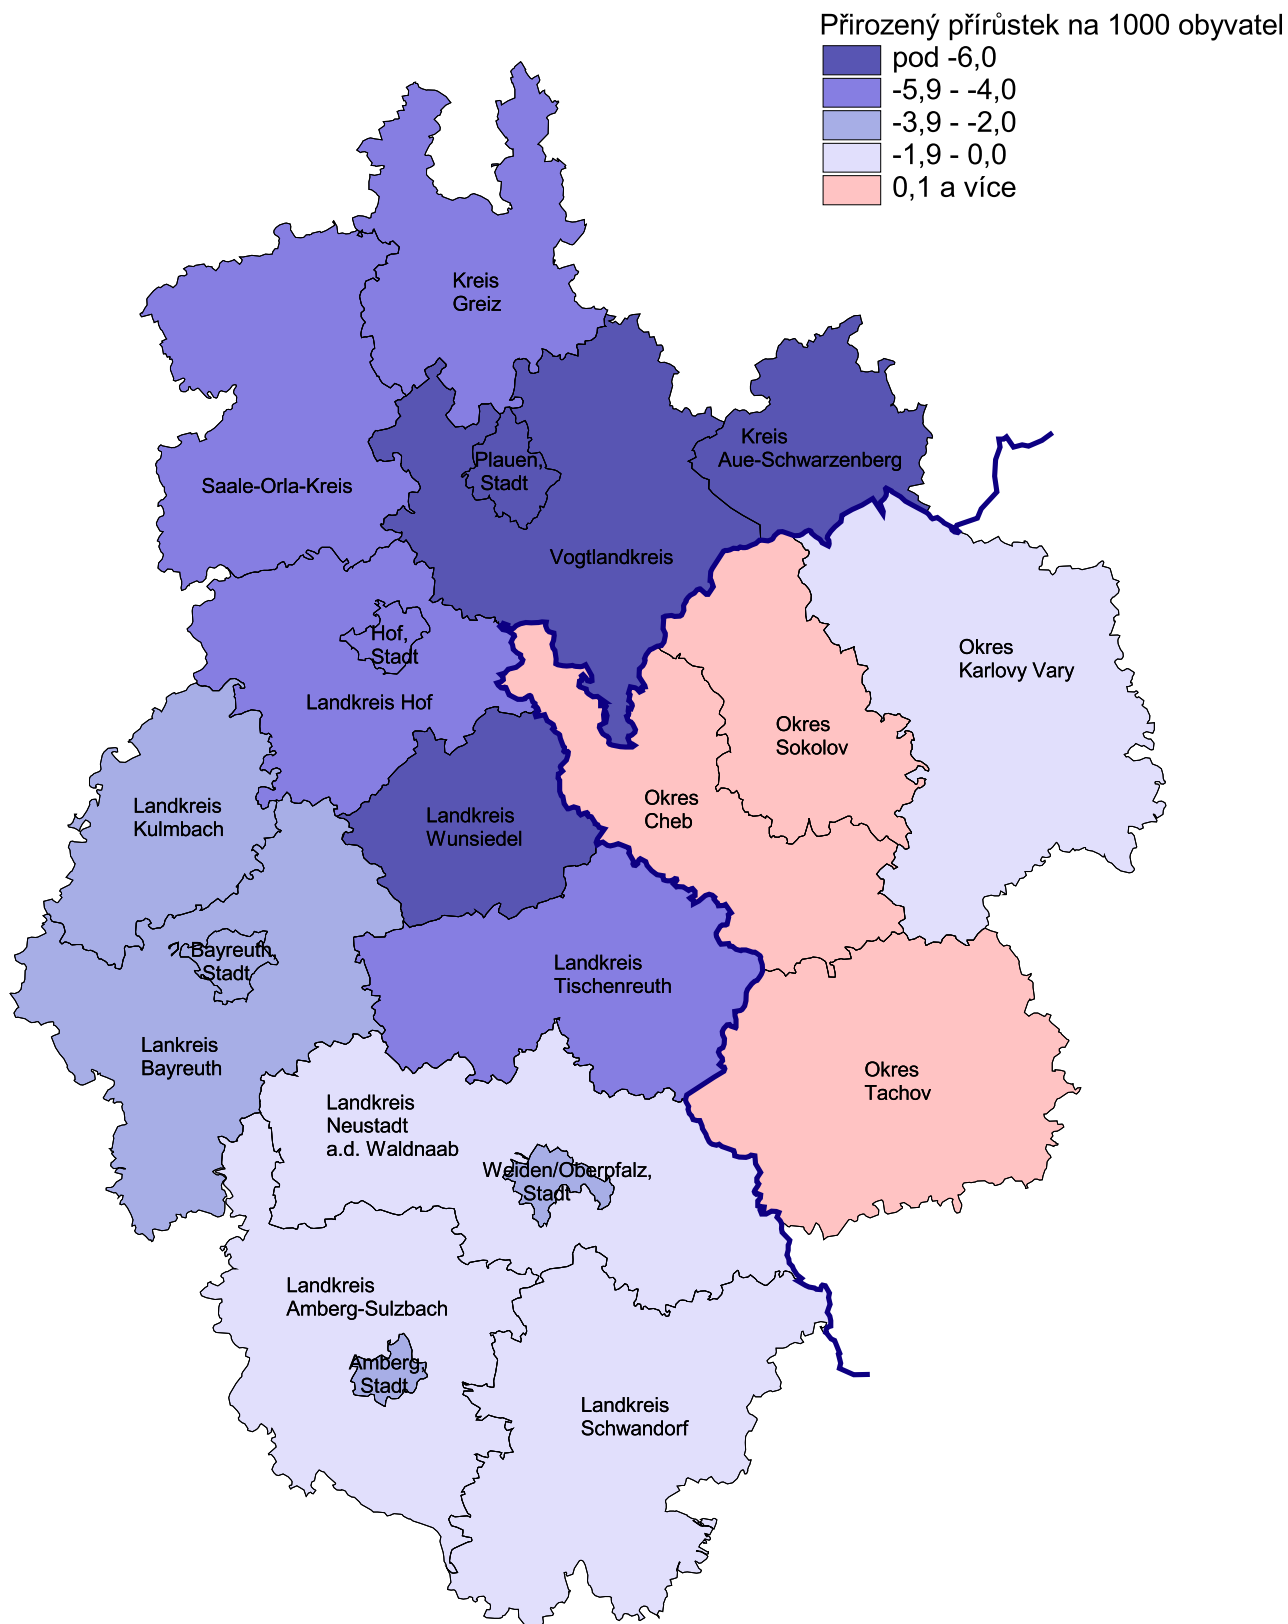 Přirozený přírůstek na 1000 obyvatel
pod -6,0
-5,9 - -4,0
-3,9 - -2,0
-1,9 - 0,0
0,1 a více
Kreis
Greiz
Kreis
Aue-Schwarzenberg
Plauen,
Stadt
Saale-Orla-Kreis
Vogtlandkreis
Hof,
Stadt
Landkreis Hof
Okres
Karlovy Vary
Okres
Sokolov
Okres
Cheb
Landkreis
Kulmbach
Landkreis
Wunsiedel
Bayreuth,
Stadt
Landkreis
Tischenreuth
Lankreis
Bayreuth
Okres
Tachov
Landkreis
Neustadt
a.d. Waldnaab
Weiden/Oberpfalz,
Stadt
Landkreis
Amberg-Sulzbach
Amberg,
Stadt
Landkreis
Schwandorf